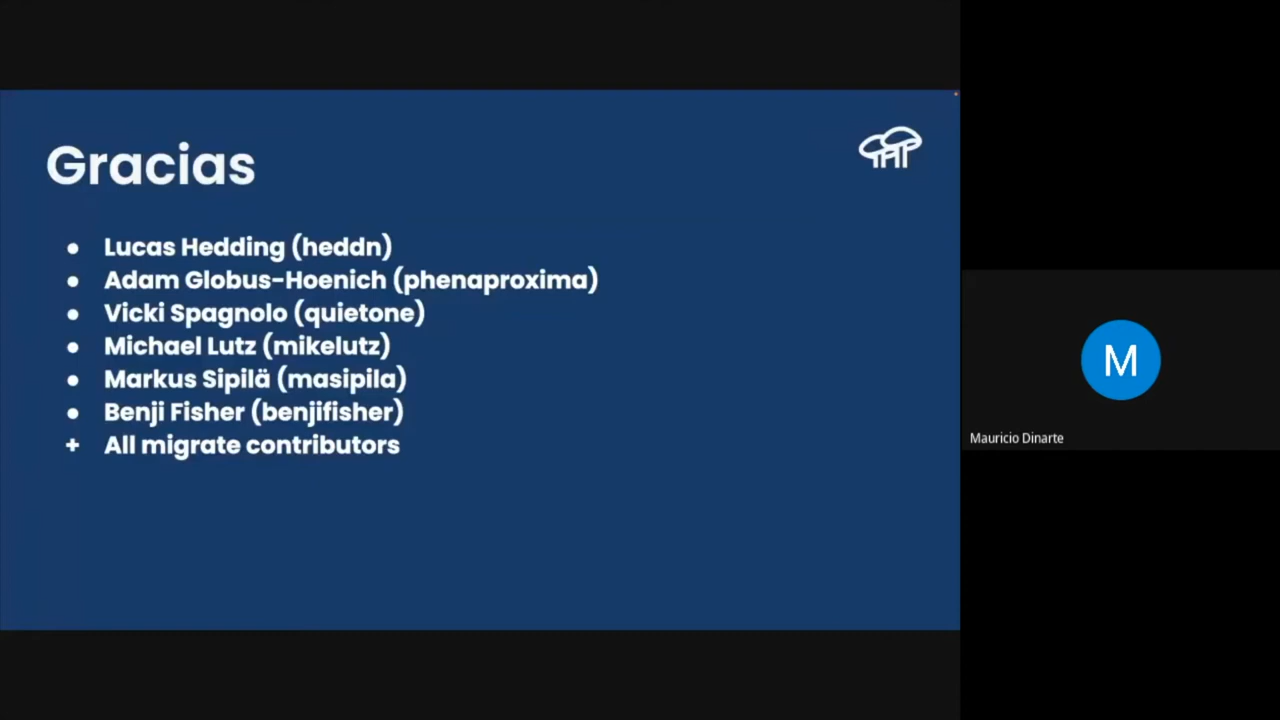 Gracias
● Lucas Hedding (heddn)
● Adam Globus-Hoenich (phenaproxima)
● Vicki Spagnolo (quietone)
● Michael Lutz (mikelutz)
● Markus Sipilä (masipila)
● Benji Fisher (benjifisher)
+ All migrate contributors
M
Mauricio Dinarte